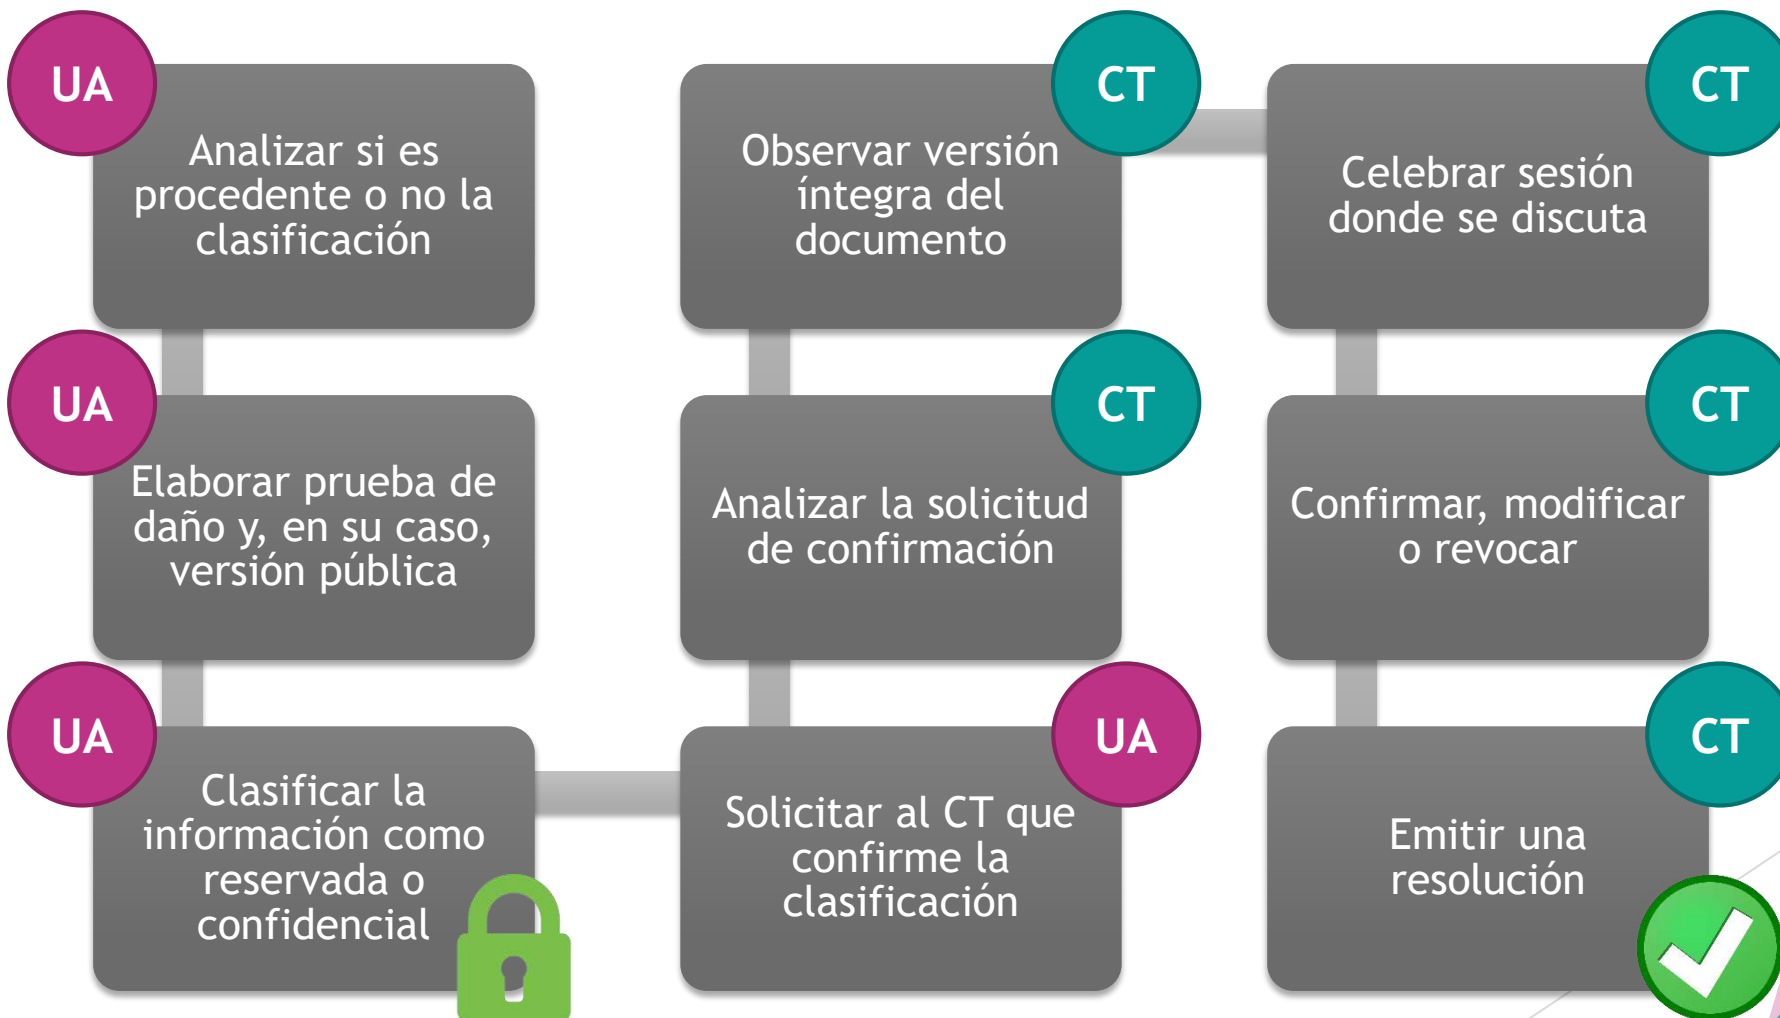 UA
Analizar si es
procedente o no la
clasificación
UA
Elaborar prueba de
daño y, en su caso,
versión pública
UA
Clasificar la
información como
reservada o
confidencial
UA
Solicitar al CT que
confirme la
clasificación
CT
Analizar la solicitud
de confirmación
CT
Observar versión
íntegra del
documento
CT
Celebrar sesión
donde se discuta
CT
Confirmar, modificar
o revocar
CT
Emitir una
resolución